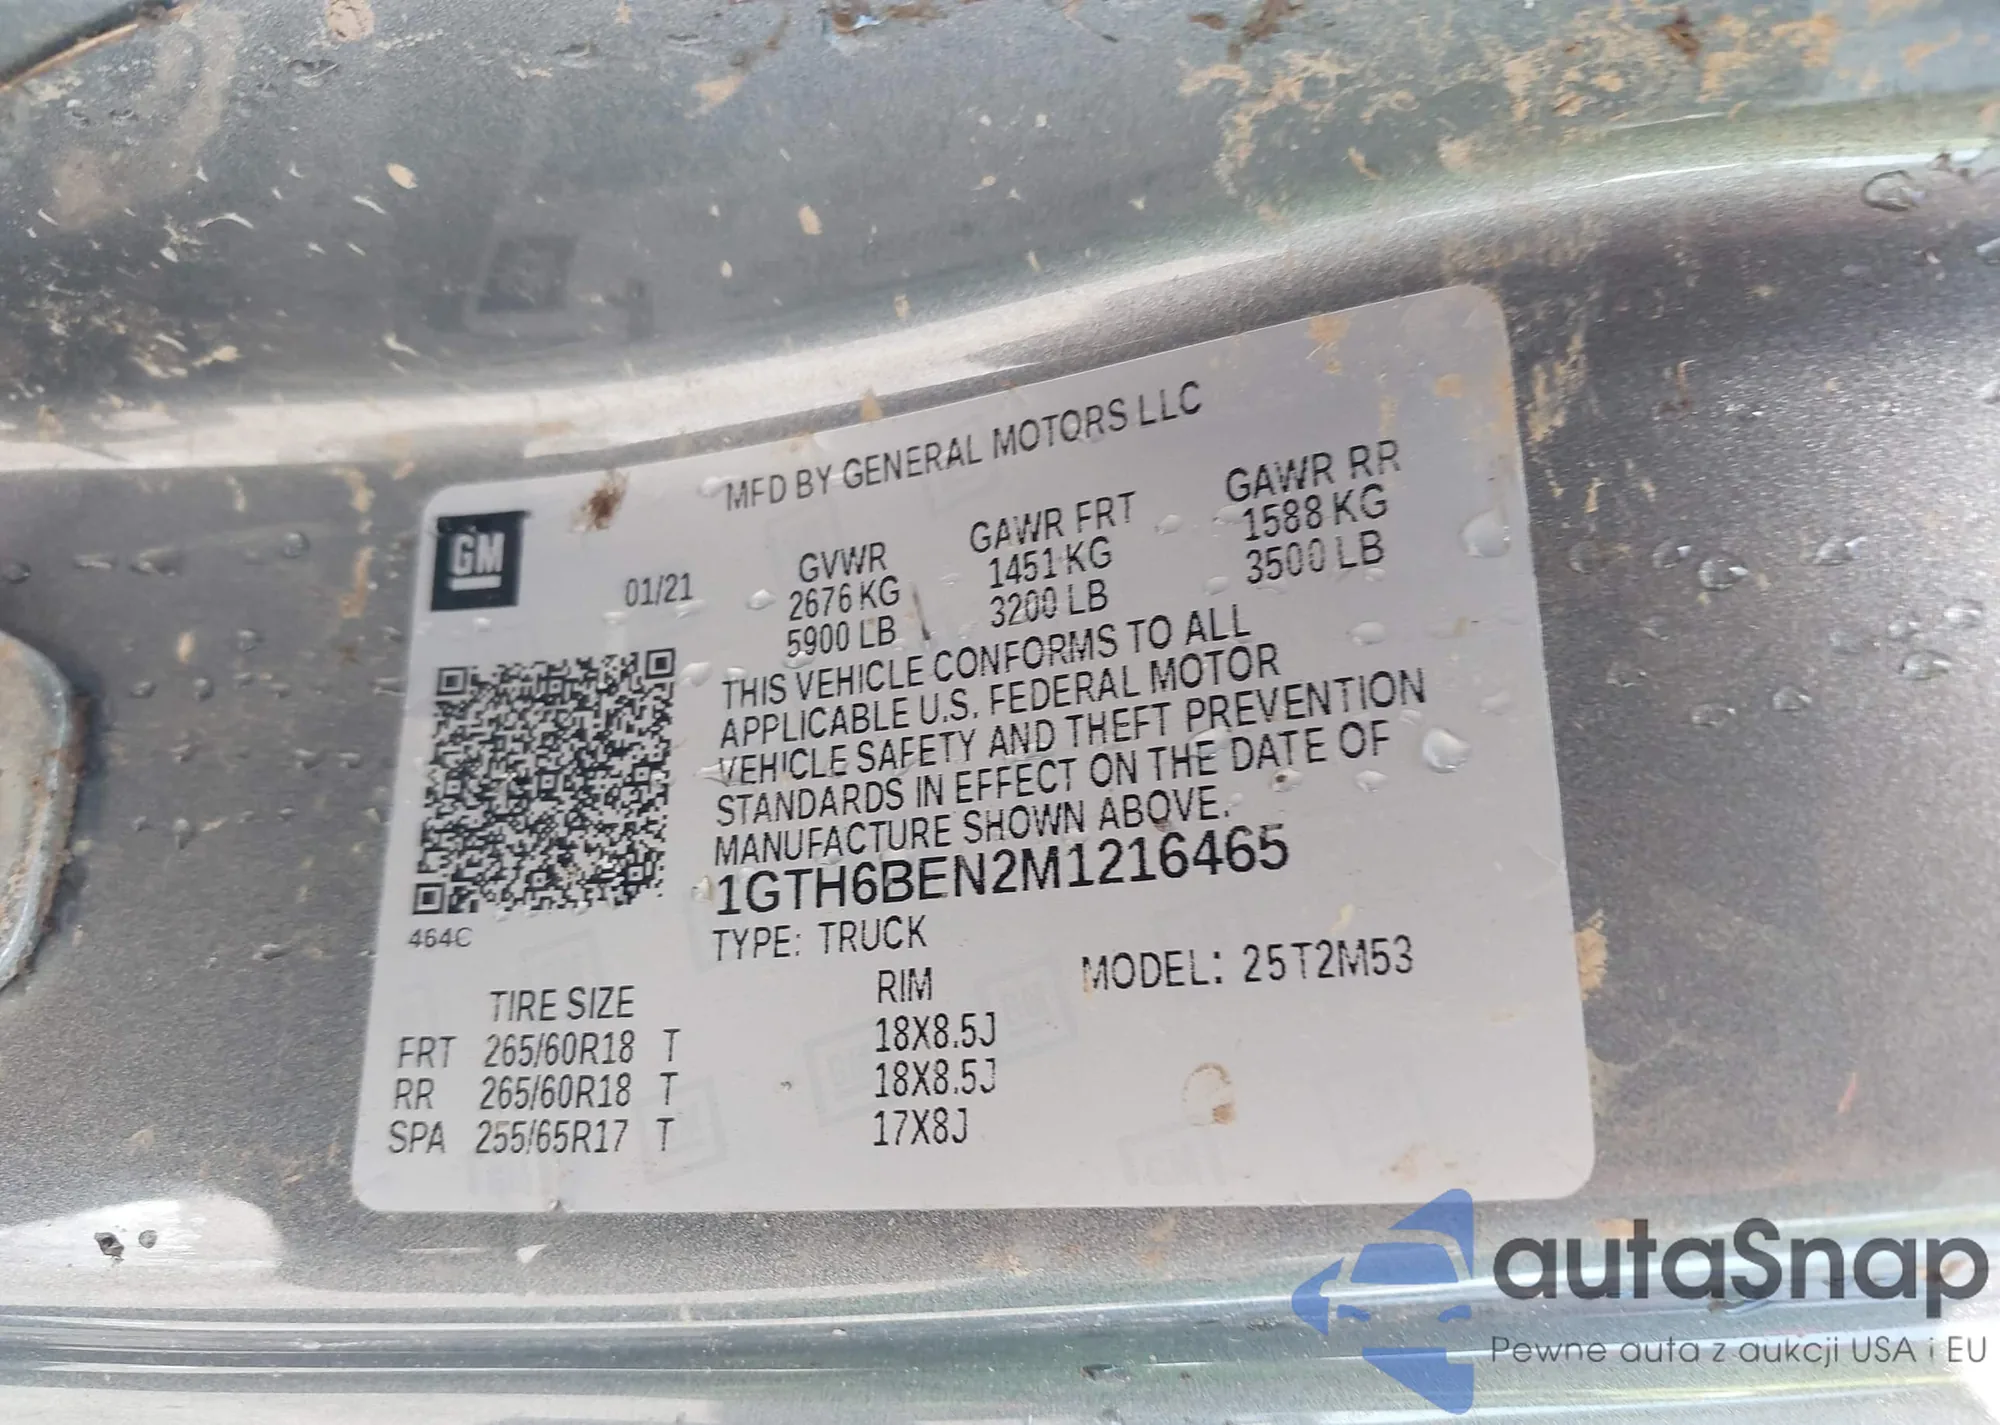 MFD BY GENERAL MOTORS LLC
GM
01/21
GVWR GAWR FRT GAWR RR
2676 KG 1451 KG 1588 KG
5900 LB 3200 LB 3500 LB
THIS VEHICLE CONFORMS TO ALL
APPLICABLE U.S. FEDERAL MOTOR
VEHICLE SAFETY AND THEFT PREVENTION
STANDARDS IN EFFECT ON THE DATE OF
MANUFACTURE SHOWN ABOVE.
1GTH6BEN2M1216465
464C
TYPE: TRUCK
MODEL: 25T2M53
TIRE SIZE RIM
FRT 265/60R18 T 18X8.5J
RR 265/60R18 T 18X8.5J
SPA 255/65R17 T 17X8J
autaSnap
Pewne auta z aukcji USA i EU